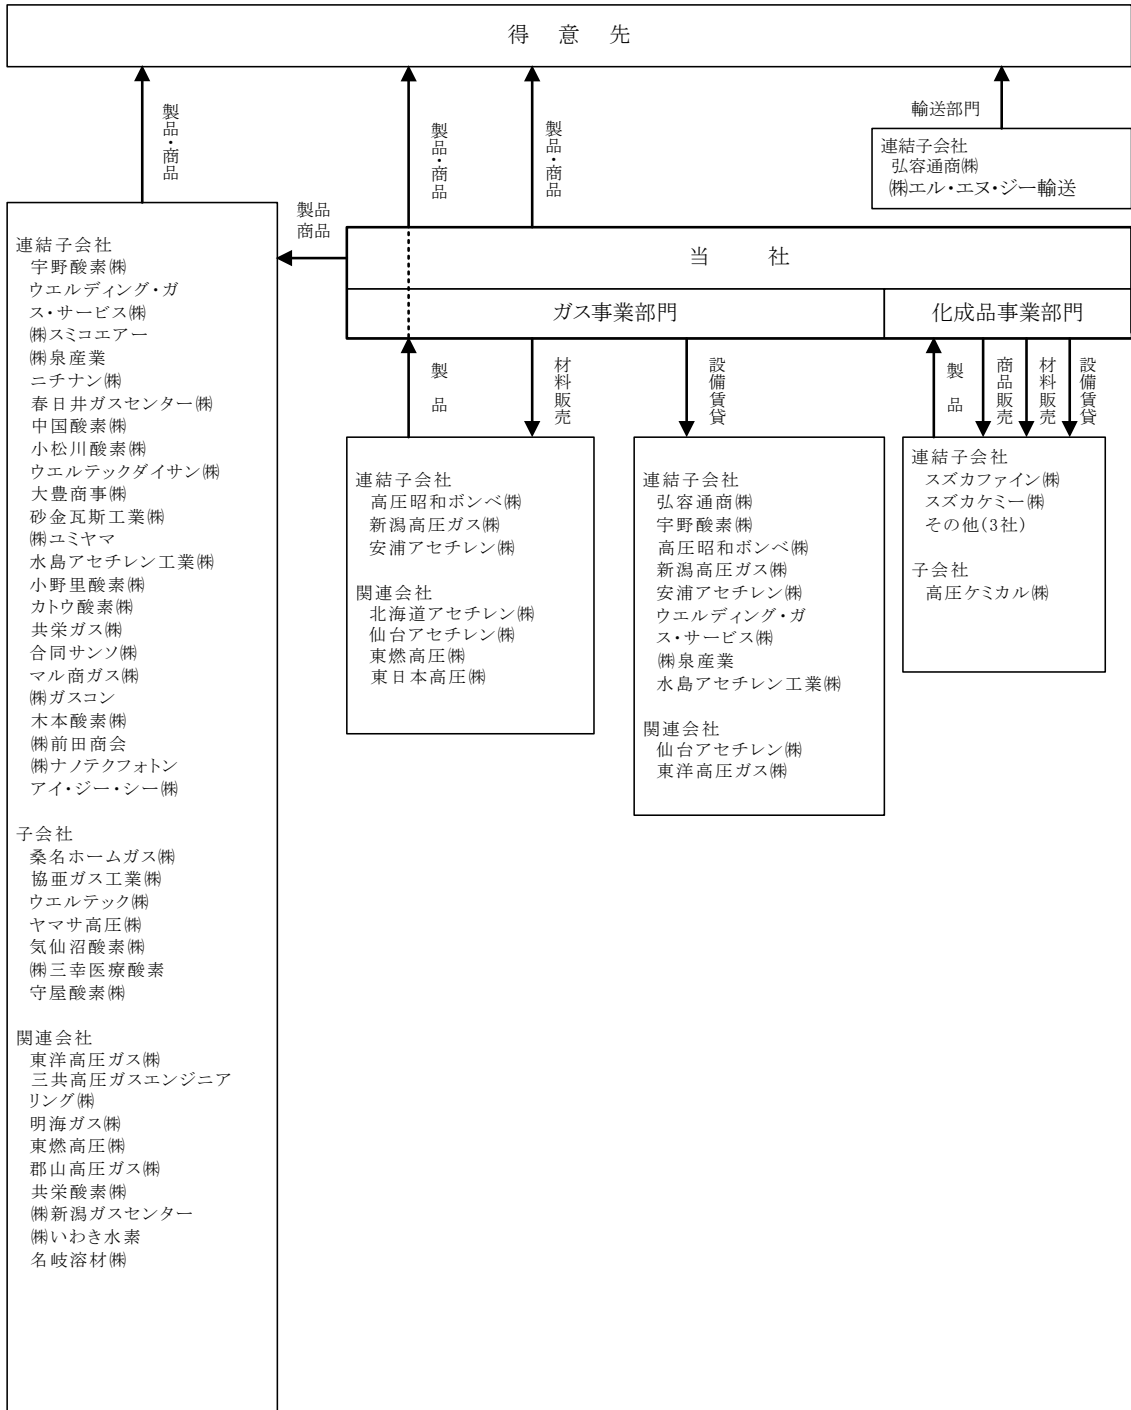 得意先
製品・商品
製品・商品
製品・商品
輸送部門
連結子会社
弘容通商㈱
㈱エル・エヌ・ジー輸送
製品
商品
当社
ガス事業部門
化成品事業部門
連結子会社
宇野酸素㈱
ウエルディング・ガ
ス・サービス㈱
㈱スミコエアー
㈱泉産業
ニチナン㈱
春日井ガスセンター㈱
中国酸素㈱
小松川酸素㈱
ウエルテックダイサン㈱
大豊商事㈱
砂金瓦斯工業㈱
㈱ユミヤマ
水島アセチレン工業㈱
小野里酸素㈱
カトウ酸素㈱
共栄ガス㈱
合同サンソ㈱
マル商ガス㈱
㈱ガスコン
木本酸素㈱
㈱前田商会
㈱ナノテクフォトン
アイ・ジー・シー㈱
子会社
桑名ホームガス㈱
協亜ガス工業㈱
ウエルテック㈱
ヤマサ高圧㈱
気仙沼酸素㈱
㈱三幸医療酸素
守屋酸素㈱
関連会社
東洋高圧ガス㈱
三共高圧ガスエンジニア
リング㈱
明海ガス㈱
東燃高圧㈱
郡山高圧ガス㈱
共栄酸素㈱
㈱新潟ガスセンター
㈱いわき水素
名岐溶材㈱
製品
材料販売
設備賃貸
製品
商品販売
材料販売
設備賃貸
連結子会社
高圧昭和ボンベ㈱
新潟高圧ガス㈱
安浦アセチレン㈱
関連会社
北海道アセチレン㈱
仙台アセチレン㈱
東燃高圧㈱
東日本高圧㈱
連結子会社
弘容通商㈱
宇野酸素㈱
高圧昭和ボンベ㈱
新潟高圧ガス㈱
安浦アセチレン㈱
ウエルディング・ガ
ス・サービス㈱
㈱泉産業
水島アセチレン工業㈱
関連会社
仙台アセチレン㈱
東洋高圧ガス㈱
連結子会社
スズカファイン㈱
スズカケミー㈱
その他(3社)
子会社
高圧ケミカル㈱